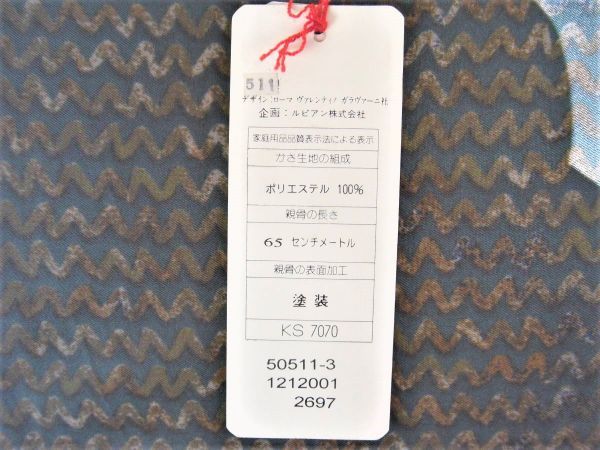 511
デザイン ローマ ヴァレンティノ ガラヴァーニ社
企画：ルビアン株式会社
家庭用品品質表示法による表示
かさ生地の組成
ポリエステル 100%
親骨の長さ
65 センチメートル
親骨の表面加工
塗装
KS 7070
50511-3
1212001
2697